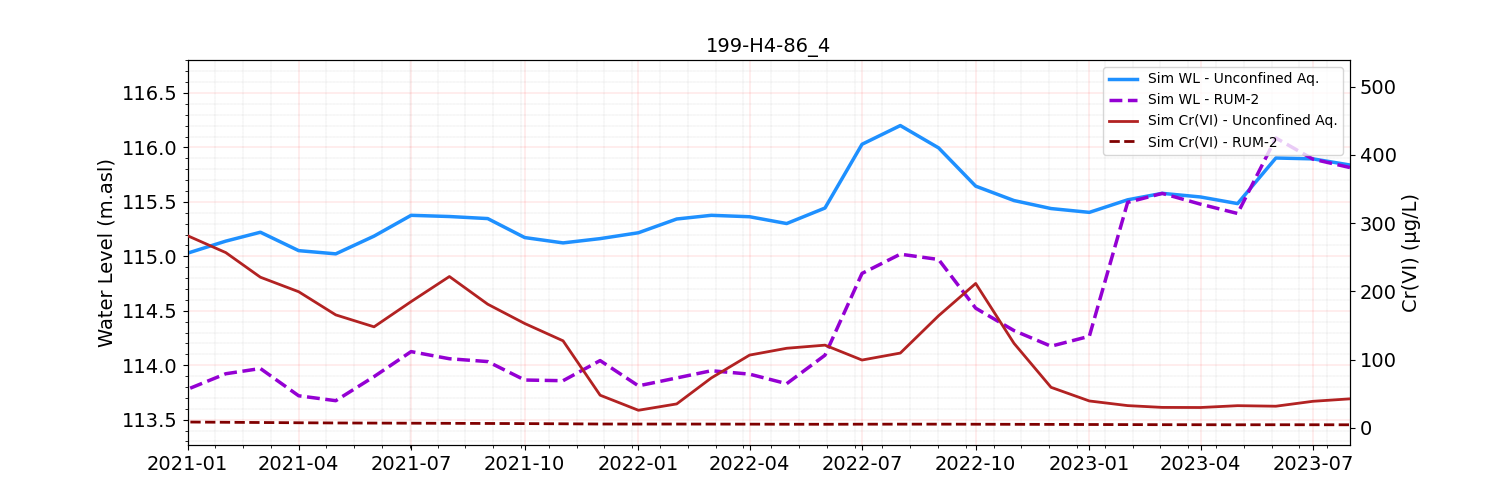 199-H4-86_4
Water Level (m.asl)
116.5
116.0
115.5
115.0
114.5
114.0
113.5
Sim WL - Unconfined Aq.
Sim WL - RUM-2
Sim Cr(VI) - Unconfined Aq.
Sim Cr(VI) - RUM-2
500
400
300
200
100
0
Cr(VI) (μg/L)
2021-01 2021-04 2021-07 2021-10 2022-01 2022-04 2022-07 2022-10 2023-01 2023-04 2023-07